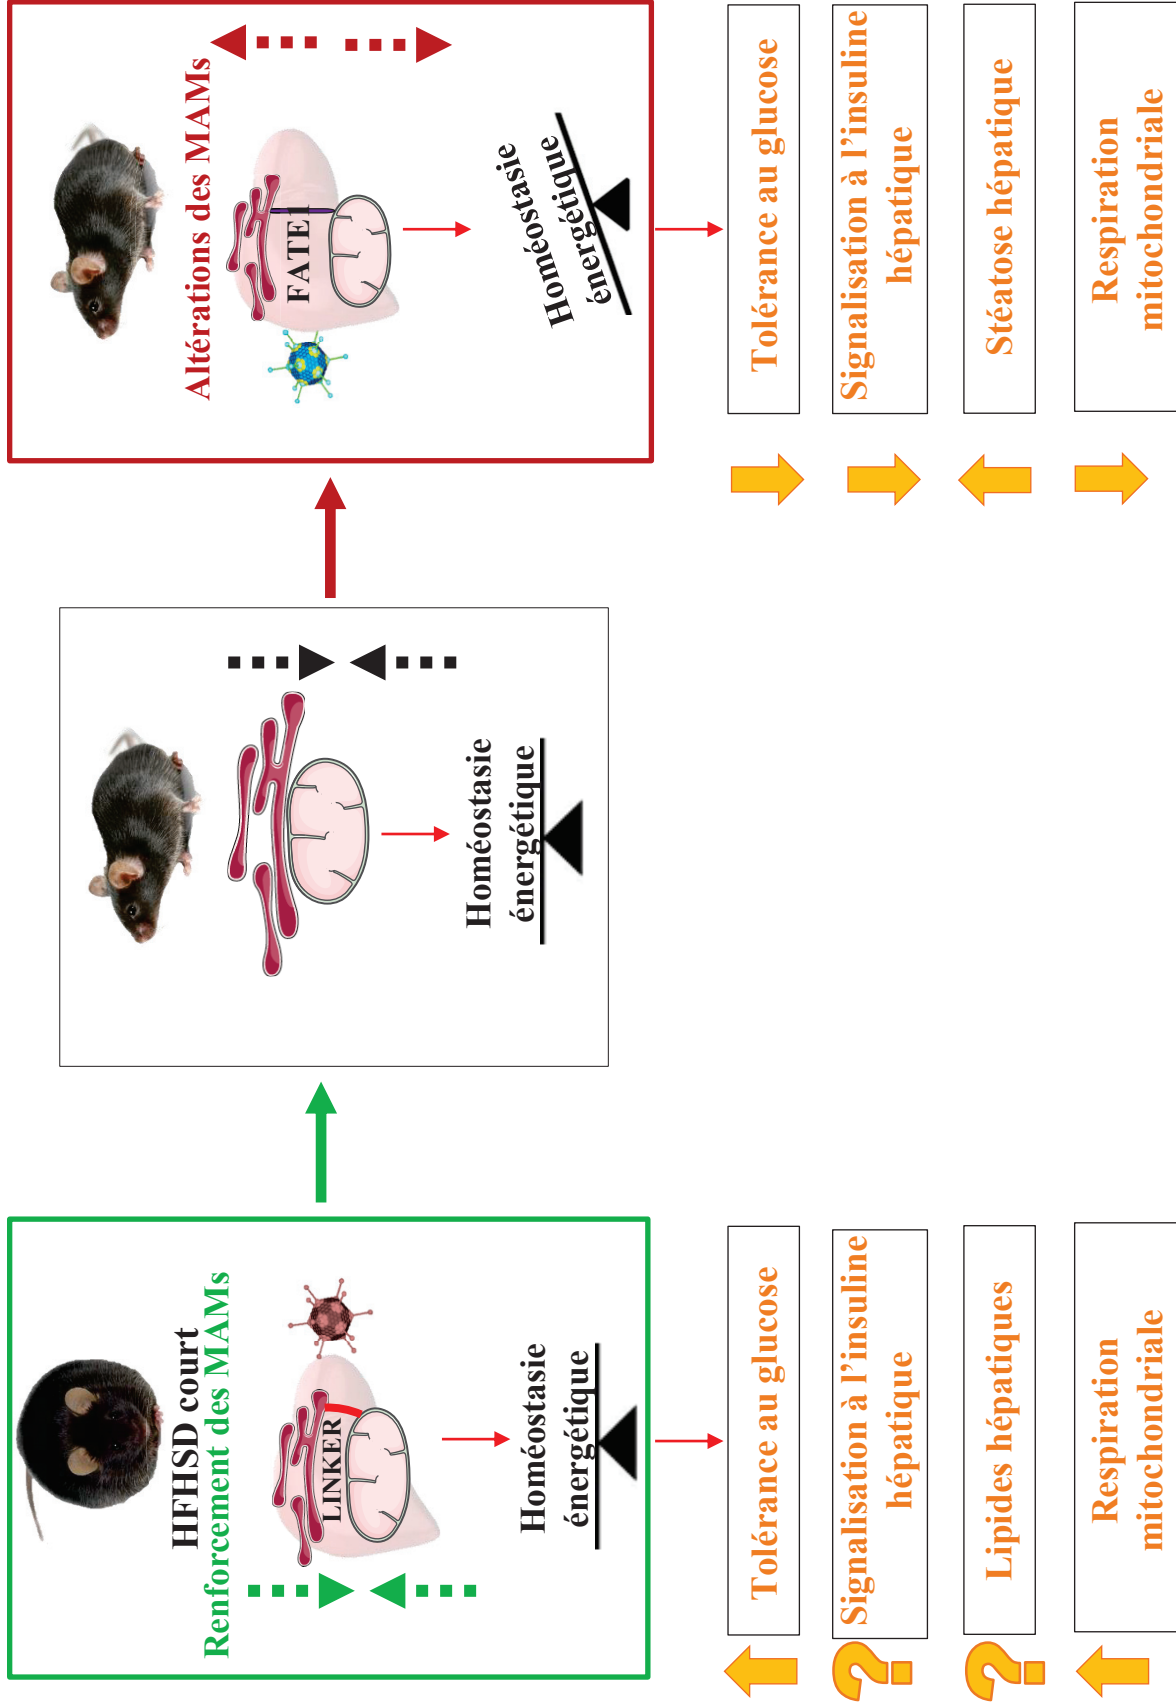 HFHSD court
Renforcement des MAMs
LINKER
Homéostasie
énergétique
Tolérance au glucose
Signalisation à l'insuline
hépatique
Lipides hépatiques
Respiration
mitochondriale
?
?
Homéostasie
énergétique
Altérations des MAMs
FATE1
Homéostasie
énergétique
Tolérance au glucose
Signalisation à l'insuline
hépatique
Stéatose hépatique
Respiration
mitochondriale